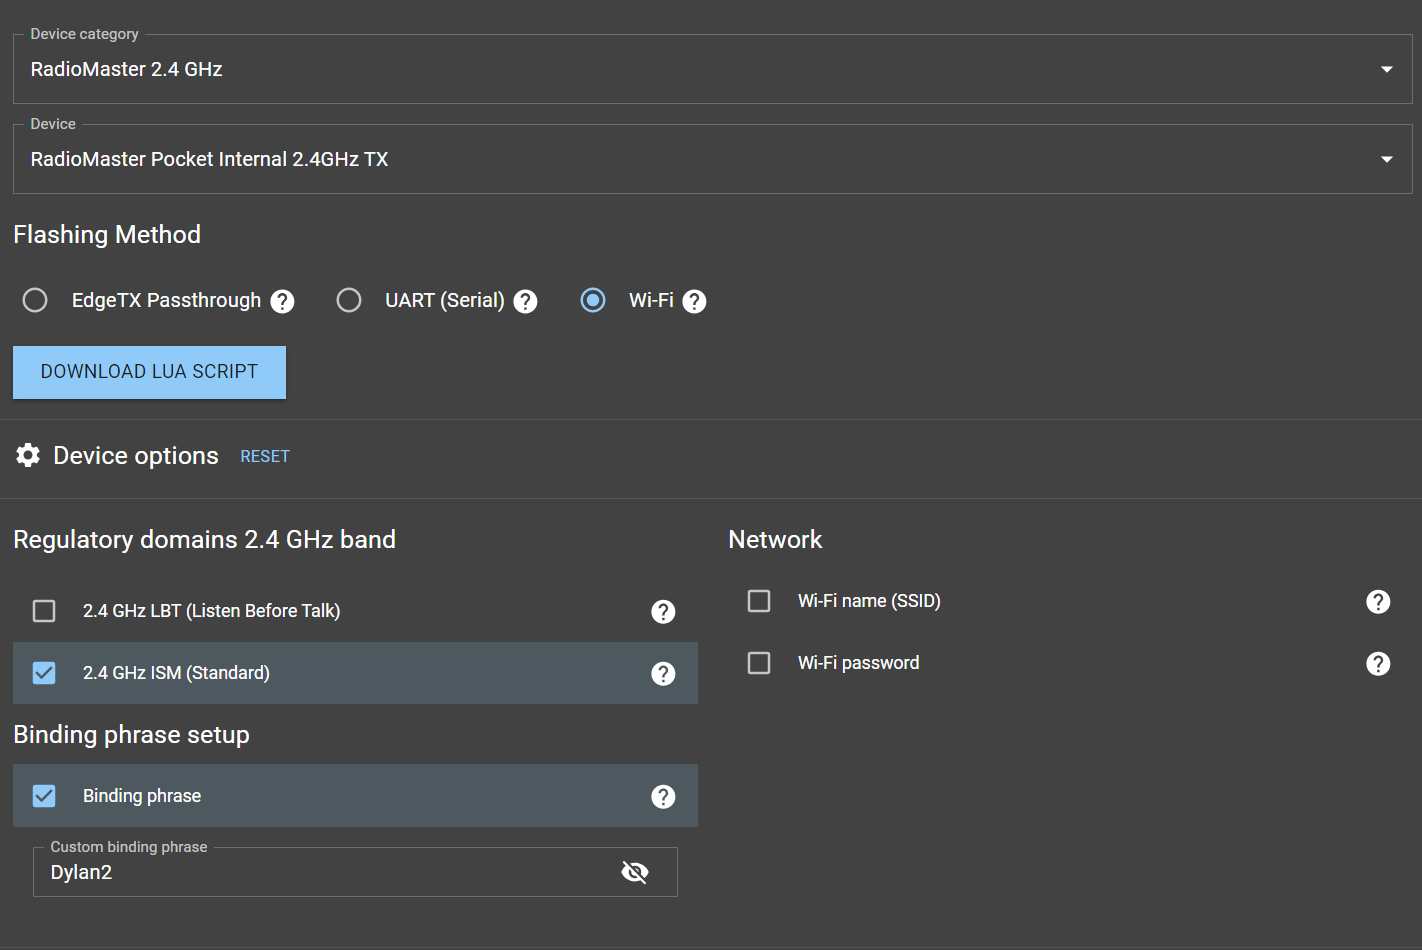 Device category
RadioMaster 2.4 GHz
Device
RadioMaster Pocket Internal 2.4GHz TX
Flashing Method
EdgeTX Passthrough ? UART (Serial) ? Wi-Fi ?
DOWNLOAD LUA SCRIPT
Device options RESET
Regulatory domains 2.4 GHz band
2.4 GHz LBT (Listen Before Talk) ?
2.4 GHz ISM (Standard) ?
Binding phrase setup
Binding phrase ?
Custom binding phrase
Dylan2
Network
Wi-Fi name (SSID) ?
Wi-Fi password ?